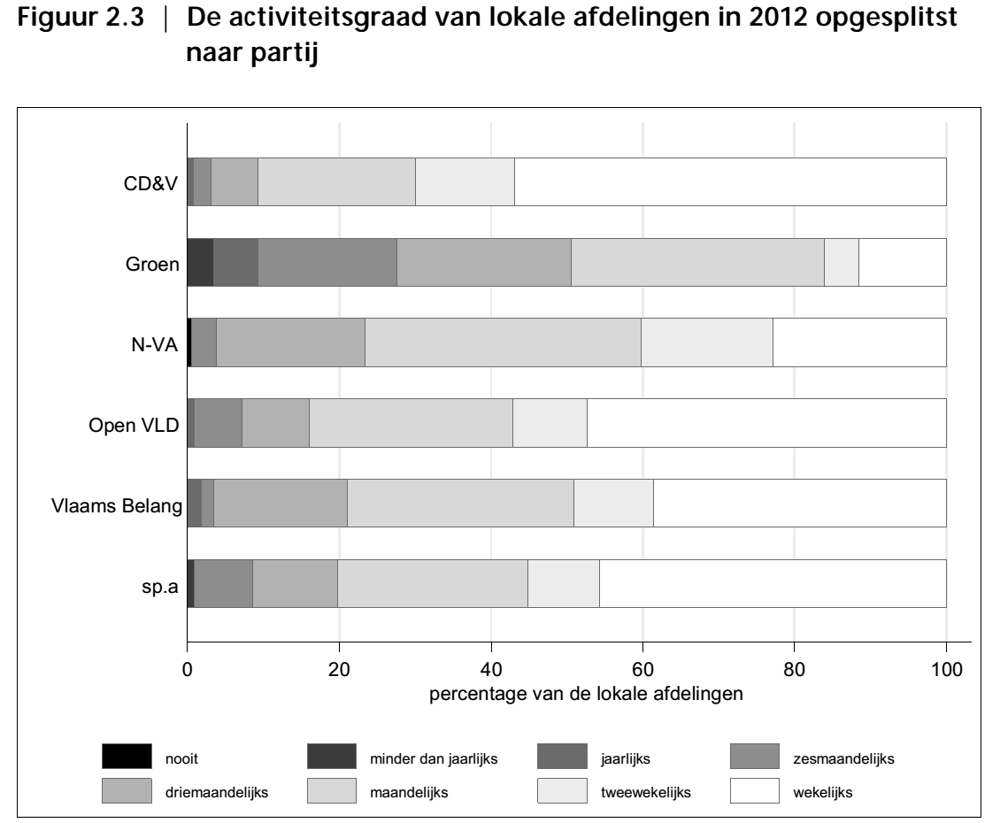 Figuur 2.3 | De activiteitsgraad van lokale afdelingen in 2012 opgesplitst
naar partij
CD&V
Groen
N-VA
Open VLD
Vlaams Belang
sp.a
0 20 40 60 80 100
percentage van de lokale afdelingen
nooit minder dan jaarlijks jaarlijks zesmaandelijks
driemaandelijks maandelijks tweewekelijks wekelijks